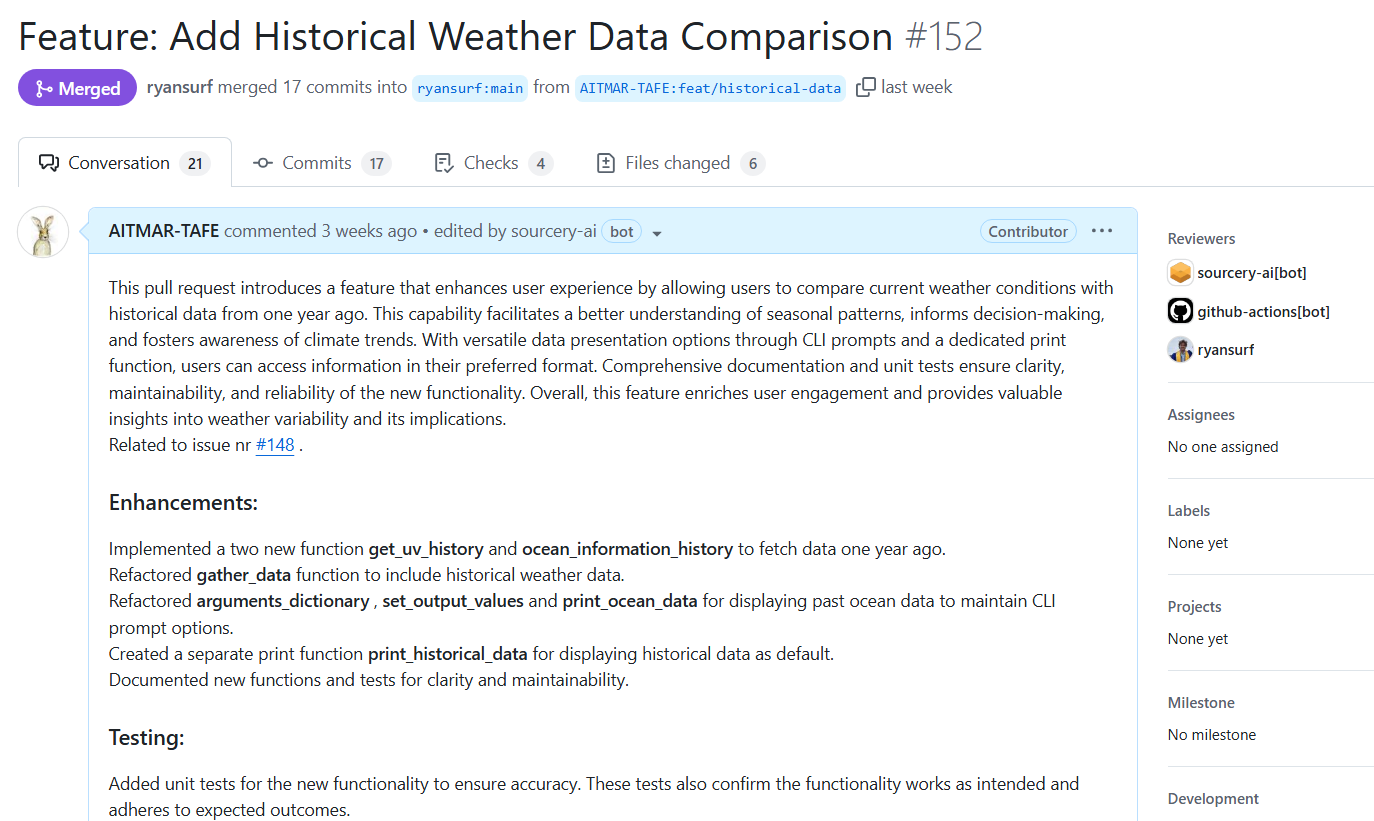 Feature: Add Historical Weather Data Comparison #152
Merged ryansurf merged 17 commits into ryansurf:main from AITMAR-TAFE:feat/historical-data last week
Conversation 21 Commits 17 Checks 4 Files changed 6
AITMAR-TAFE commented 3 weeks ago • edited by sourcery-ai bot Contributor
This pull request introduces a feature that enhances user experience by allowing users to compare current weather conditions with
historical data from one year ago. This capability facilitates a better understanding of seasonal patterns, informs decision-making,
and fosters awareness of climate trends. With versatile data presentation options through CLI prompts and a dedicated print
function, users can access information in their preferred format. Comprehensive documentation and unit tests ensure clarity,
maintainability, and reliability of the new functionality. Overall, this feature enriches user engagement and provides valuable
insights into weather variability and its implications.
Related to issue nr #148 .
Enhancements:
Implemented a two new function get_uv_history and ocean_information_history to fetch data one year ago.
Refactored gather_data function to include historical weather data.
Refactored arguments_dictionary , set_output_values and print_ocean_data for displaying past ocean data to maintain CLI
prompt options.
Created a separate print function print_historical_data for displaying historical data as default.
Documented new functions and tests for clarity and maintainability.
Testing:
Added unit tests for the new functionality to ensure accuracy. These tests also confirm the functionality works as intended and
adheres to expected outcomes.
Reviewers
sourcery-ai[bot]
github-actions[bot]
ryansurf
Assignees
No one assigned
Labels
None yet
Projects
None yet
Milestone
No milestone
Development